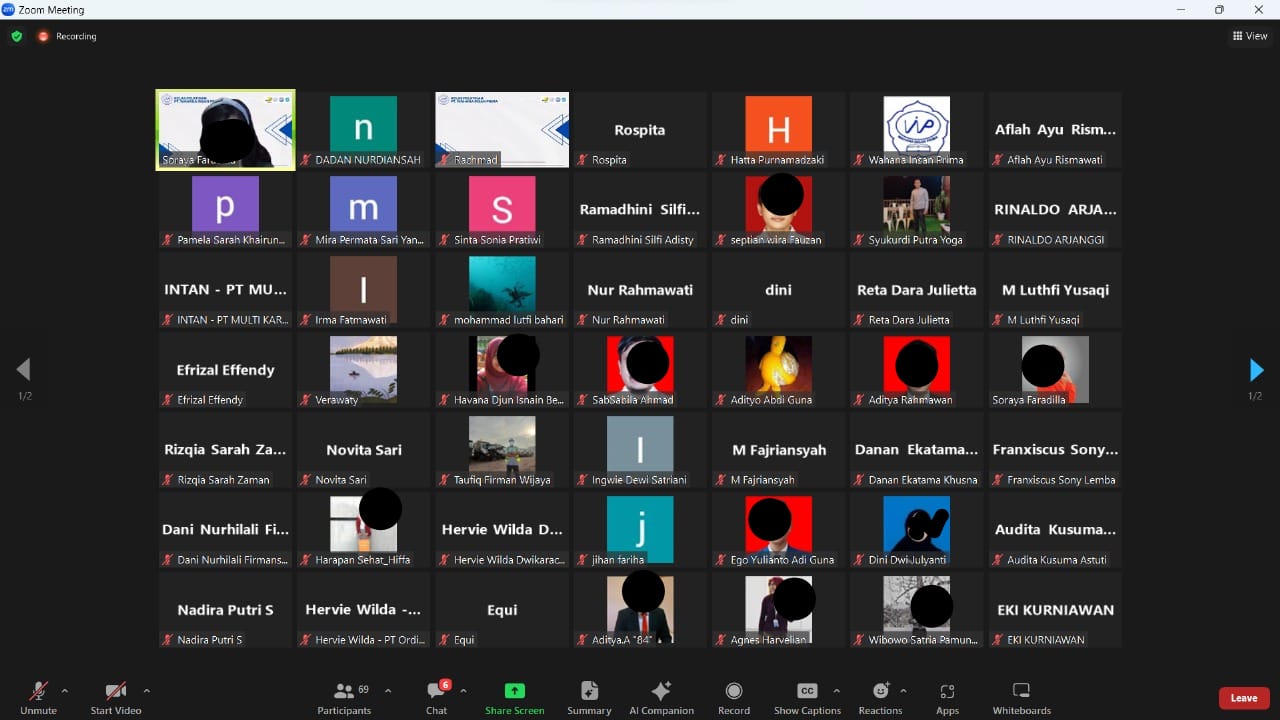 Zoom Meeting
Recording
View
Soraya Fara
n
DADAN NURDIANSAH
Rachmad
Rospita
Rospita
H
Hatta Purnamadzaki
Wahana Insan Prima
Aflah Ayu Rism...
Aflah Ayu Rismawati
p
Pamela Sarah Khairun...
m
Mira Permata Sari Yan...
S
Sinta Sonia Pratiwi
Ramadhini Silfi...
Ramadhini Silfi Adisty
septian wira Fauzan
Syukurdi Putra Yoga
RINALDO ARJA...
RINALDO ARJANGGI
INTAN - PT MU...
INTAN - PT MULTI KAR...
I
Irma Fatmawati
mohammad lutfi bahari
Nur Rahmawati
Nur Rahmawati
dini
dini
Reta Dara Julietta
Reta Dara Julietta
M Luthfi Yusaqi
M Luthfi Yusaqi
Efrizal Effendy
Efrizal Effendy
Verawaty
Havana Djun Isnain Be...
SabSabila Ahmad
Adityo Abdi Guna
Aditya Rahmawan
Soraya Faradilla
Rizqia Sarah Za...
Rizqia Sarah Zaman
Novita Sari
Novita Sari
Taufiq Firman Wijaya
I
Ingwie Dewi Satriani
M Fajriansyah
M Fajriansyah
Danan Ekatama...
Danan Ekatama Khusna
Franxiscus Sony...
Franxiscus Sony Lemba
Dani Nurhilali Fi...
Dani Nurhilali Firmans...
Harapan Sehat_Hiffa
Hervie Wilda D...
Hervie Wilda Dwikarac...
j
jihan fariha
Ego Yulianto Adi Guna
Dini Dwi Julyanti
Audita Kusuma...
Audita Kusuma Astuti
Nadira Putri S
Nadira Putri S
Hervie Wilda -...
Hervie Wilda - PT Ordi...
Equi
Equi
Aditya.A "84"
Agnes Harvelian
Wibowo Satria Pamun...
EKI KURNIAWAN
EKI KURNIAWAN
1/2
1/2
Unmute
Start Video
Participants
69
Chat
6
Share Screen
Summary
AI Companion
Record
CC
Show Captions
Reactions
Apps
Whiteboards
Leave